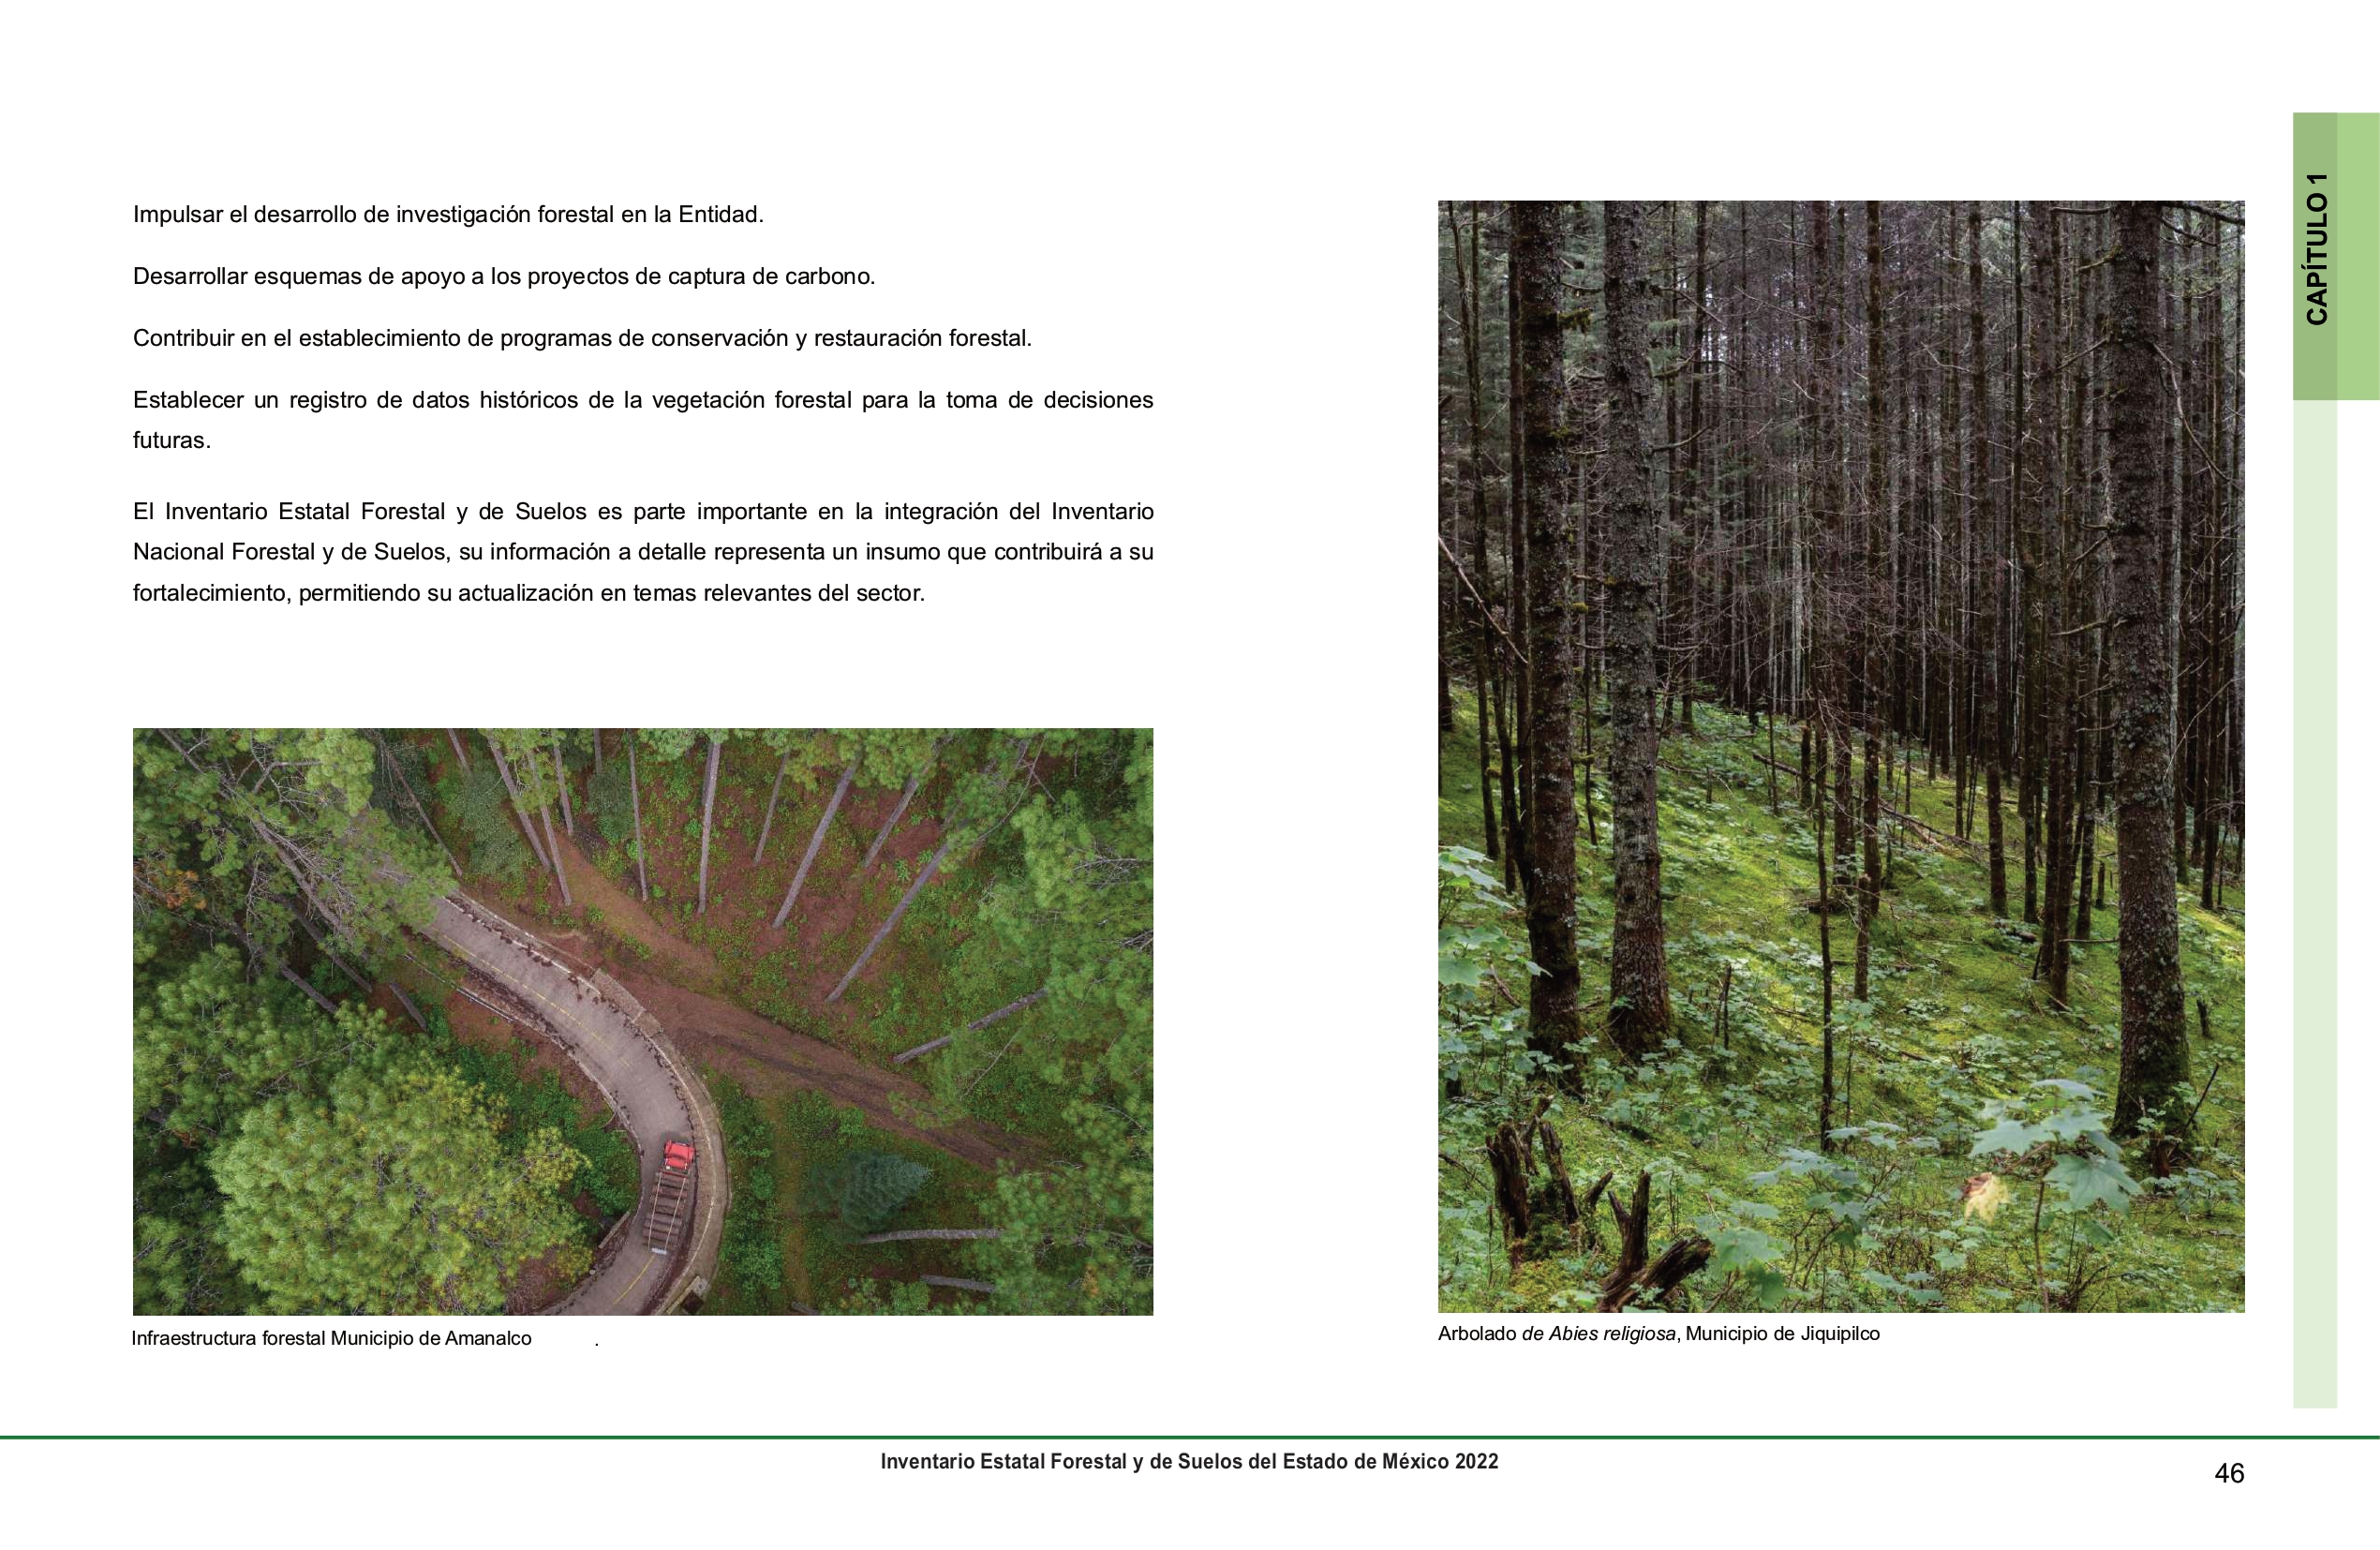 Impulsar el desarrollo de investigación forestal en la Entidad.
Desarrollar esquemas de apoyo a los proyectos de captura de carbono.
Contribuir en el establecimiento de programas de conservación y restauración forestal.
Establecer un registro de datos históricos de la vegetación forestal para la toma de decisiones
futuras.
El Inventario Estatal Forestal y de Suelos es parte importante en la integración del Inventario
Nacional Forestal y de Suelos, su información a detalle representa un insumo que contribuirá a su
fortalecimiento, permitiendo su actualización en temas relevantes del sector.
Infraestructura forestal Municipio de Amanalco .
Arbolado de Abies religiosa, Municipio de Jiquipilco
CAPÍTULO 1
Inventario Estatal Forestal y de Suelos del Estado de México 2022
46